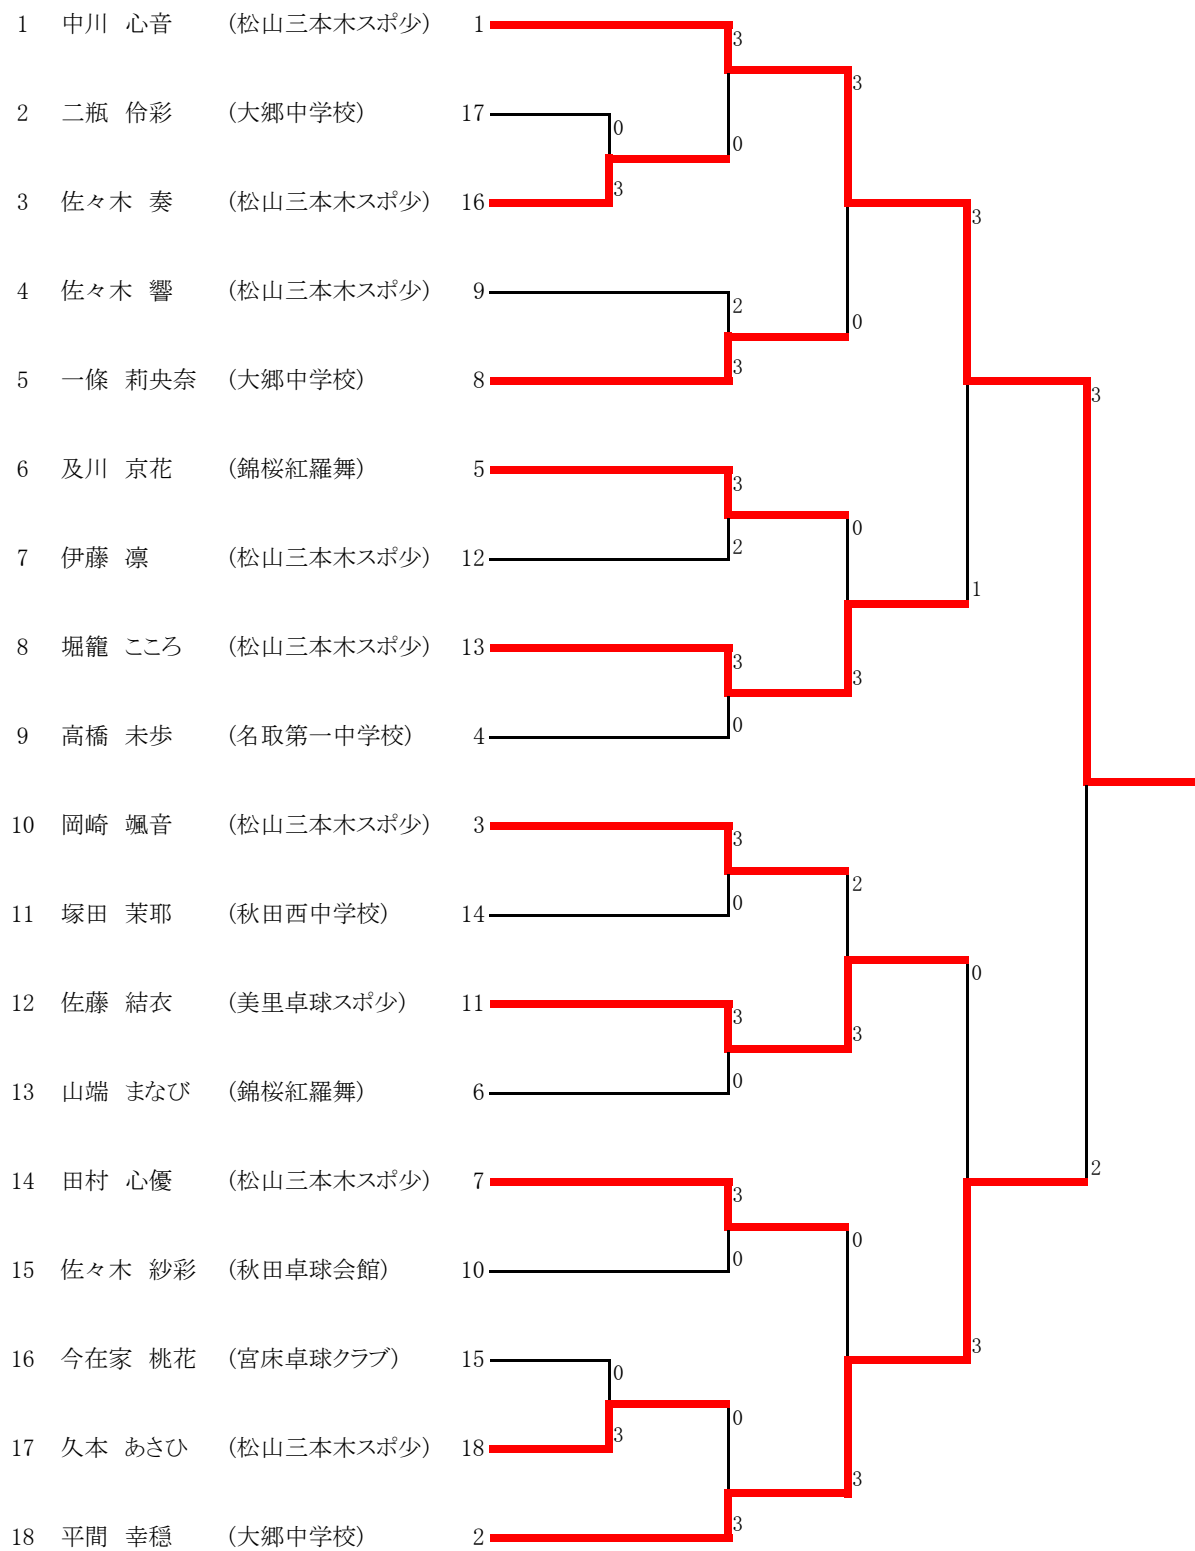 1 中川 心音 (松山三本木スポ少) 1
3
3
2 二瓶 伶彩 (大郷中学校) 17
0
0
3
3 佐々木 奏 (松山三本木スポ少) 16
3
4 佐々木 響 (松山三本木スポ少) 9
2
0
3
5 一條 莉央奈 (大郷中学校) 8
3
6 及川 京花 (錦桜紅羅舞) 5
3
0
2
7 伊藤 凛 (松山三本木スポ少) 12
1
8 堀籠 こころ (松山三本木スポ少) 13
3
3
0
9 高橋 未歩 (名取第一中学校) 4
10 岡崎 颯音 (松山三本木スポ少) 3
3
2
0
11 塚田 茉耶 (秋田西中学校) 14
0
12 佐藤 結衣 (美里卓球スポ少) 11
3
3
0
13 山端 まなび (錦桜紅羅舞) 6
2
14 田村 心優 (松山三本木スポ少) 7
3
0
0
15 佐々木 紗彩 (秋田卓球会館) 10
3
16 今在家 桃花 (宮床卓球クラブ) 15
0
0
3
17 久本 あさひ (松山三本木スポ少) 18
3
3
18 平間 幸穏 (大郷中学校) 2